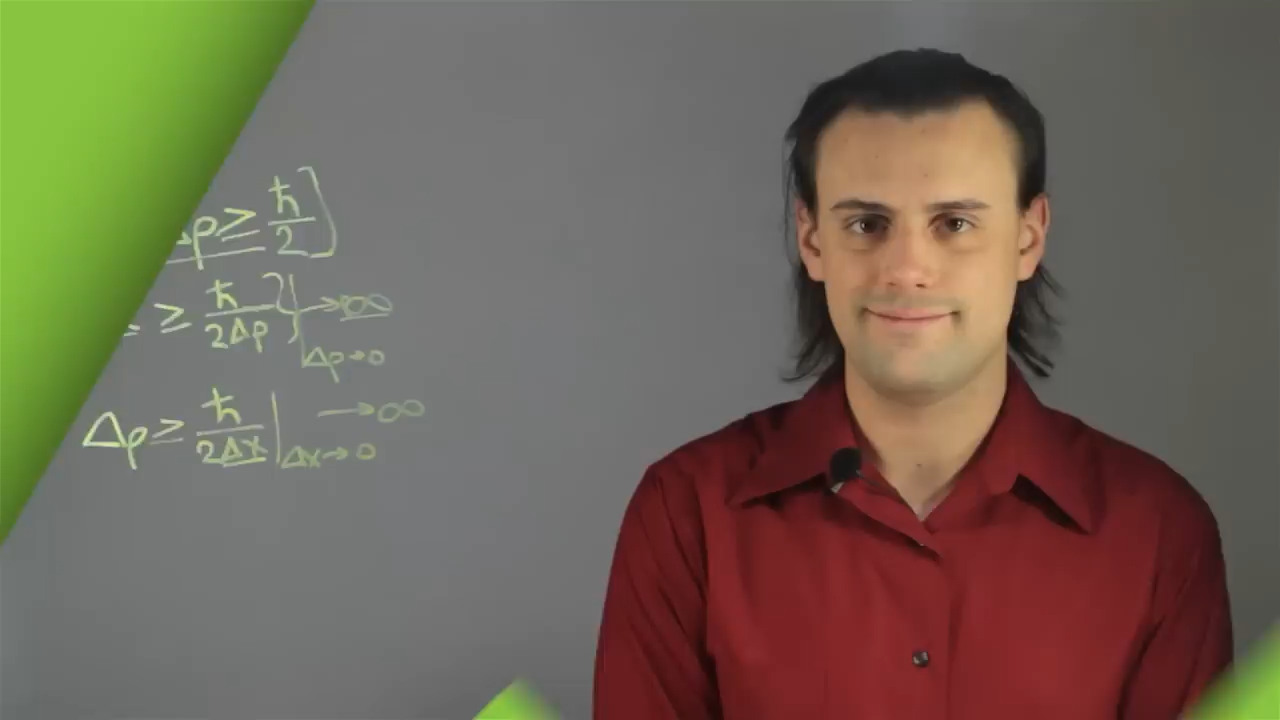 Δp ≥ ħ/2]
≥ ħ/2Δp | → ∞
Δp→0
Δp ≥ ħ/2Δx | → ∞
Δx→0